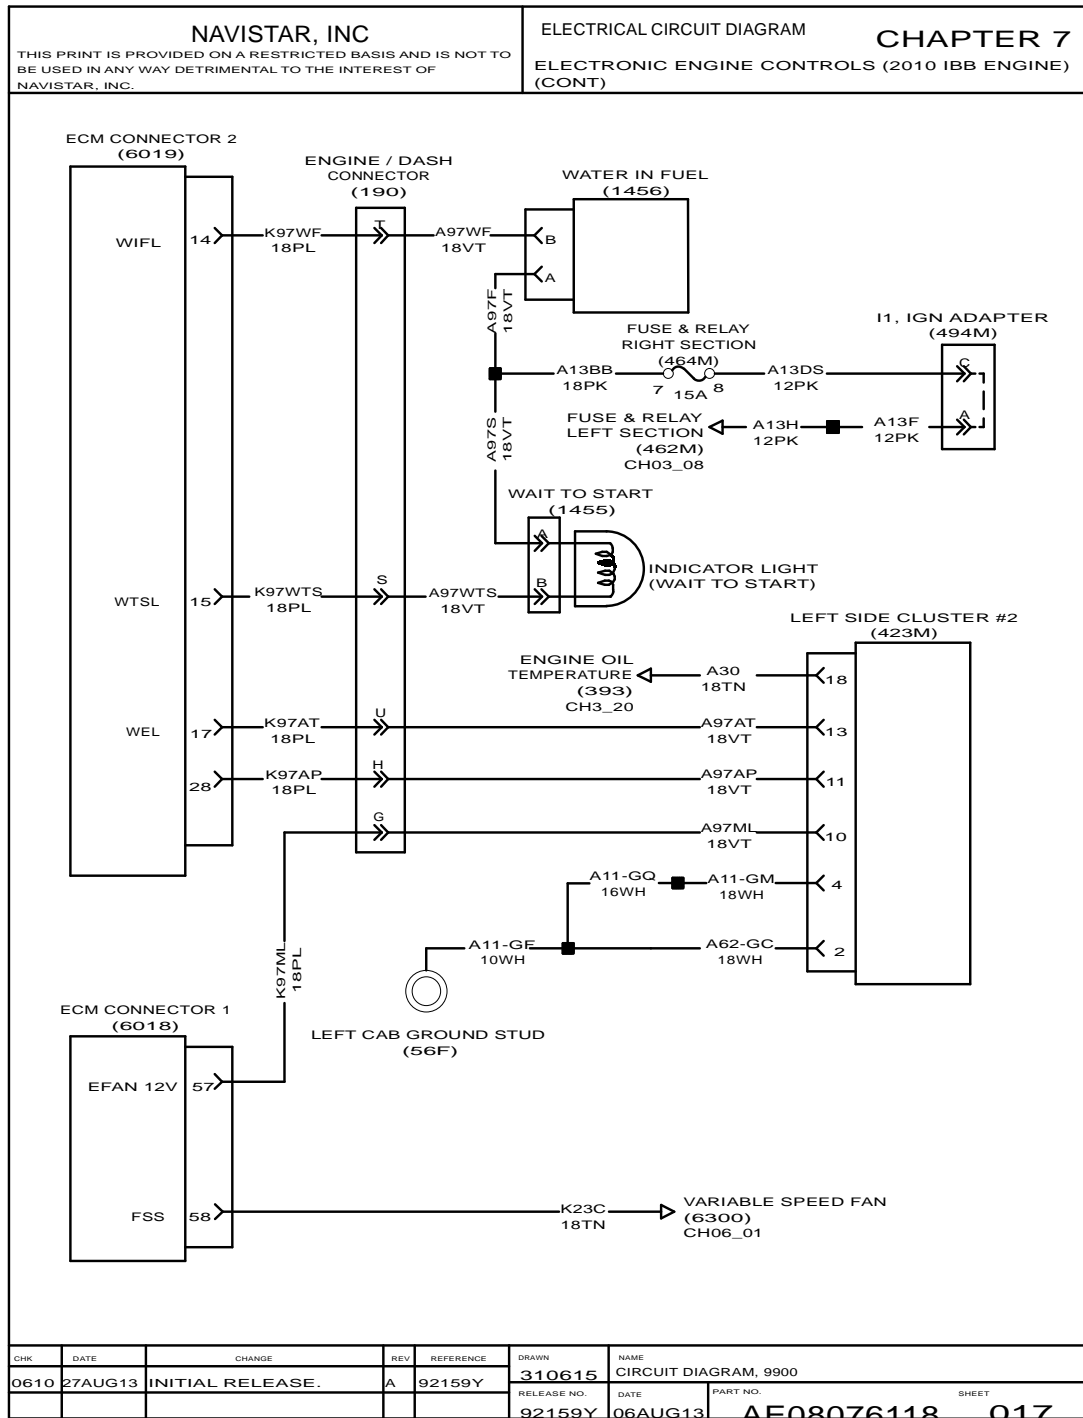 NAVISTAR, INC
THIS PRINT IS PROVIDED ON A RESTRICTED BASIS AND IS NOT TO
BE USED IN ANY WAY DETRIMENTAL TO THE INTEREST OF
NAVISTAR, INC.
ELECTRICAL CIRCUIT DIAGRAM
CHAPTER 7
ELECTRONIC ENGINE CONTROLS (2010 IBB ENGINE)
(CONT)
ECM CONNECTOR 2
(6019)
ENGINE / DASH
CONNECTOR
(190)
WATER IN FUEL
(1456)
WIFL
14
K97WF
18PL
T
A97WF
18VT
B
A
A97F
18VT
FUSE & RELAY
RIGHT SECTION
(464M)
I1, IGN ADAPTER
(494M)
A13BB
18PK
7
15A
8
A13DS
12PK
C
A97S
18VT
FUSE & RELAY
LEFT SECTION
(462M)
CH03_08
A13H
12PK
A13F
12PK
A
WAIT TO START
(1455)
A
INDICATOR LIGHT
(WAIT TO START)
WTSL
15
K97WTS
18PL
S
A97WTS
18VT
B
LEFT SIDE CLUSTER #2
(423M)
ENGINE OIL
TEMPERATURE
(393)
CH3_20
A30
18TN
18
WEL
17
K97AT
18PL
U
A97AT
18VT
13
28
K97AP
18PL
H
A97AP
18VT
11
G
A97ML
18VT
10
A11-GQ
16WH
A11-GM
18WH
4
A11-GF
10WH
A62-GC
18WH
2
K97ML
18PL
LEFT CAB GROUND STUD
(56F)
ECM CONNECTOR 1
(6018)
EFAN 12V
57
FSS
58
K23C
18TN
VARIABLE SPEED FAN
(6300)
CH06_01
CHK DATE CHANGE REV REFERENCE
0610 27AUG13 INITIAL RELEASE. A 92159Y
DRAWN
310615
NAME
CIRCUIT DIAGRAM, 9900
RELEASE NO.
92159Y
DATE
06AUG13
PART NO.
AE08076118
SHEET
017